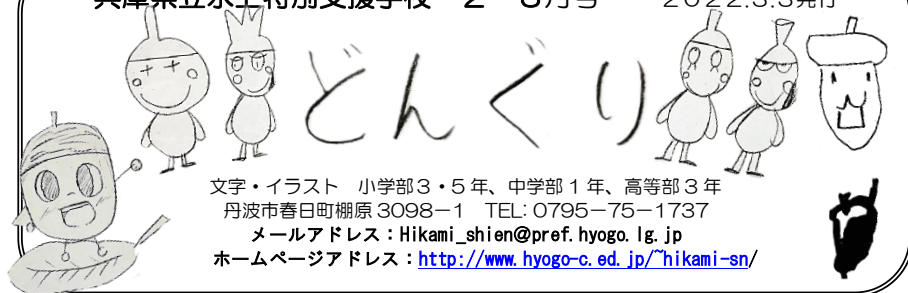 兵庫県立氷上特別支援学校 2・3月号 2022.3.3発行
どんぐり
文字・イラスト 小学部3・5年、中学部1年、高等部3年
丹波市春日町棚原3098−1 TEL:0795−75−1737
メールアドレス：Hikami_shien@pref.hyogo.lg.jp
ホームページアドレス：http://www.hyogo-c.ed.jp/~hikami-sn/